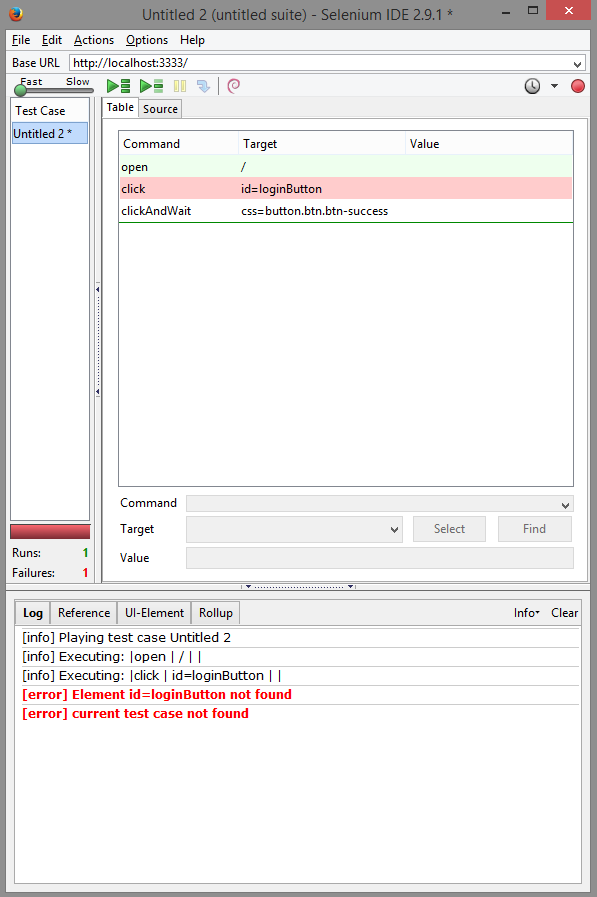 Untitled 2 (untitled suite) - Selenium IDE 2.9.1 *
File Edit Actions Options Help
Base URL http://localhost:3333/
Fast Slow
Test Case
Untitled 2 *
Table Source
Command Target Value
open /
click id=loginButton
clickAndWait css=button.btn.btn-success
Command
Target Select Find
Value
Runs: 1
Failures: 1
Log Reference UI-Element Rollup Info Clear
[info] Playing test case Untitled 2
[info] Executing: |open | / | |
[info] Executing: |click | id=loginButton | |
[error] Element id=loginButton not found
[error] current test case not found